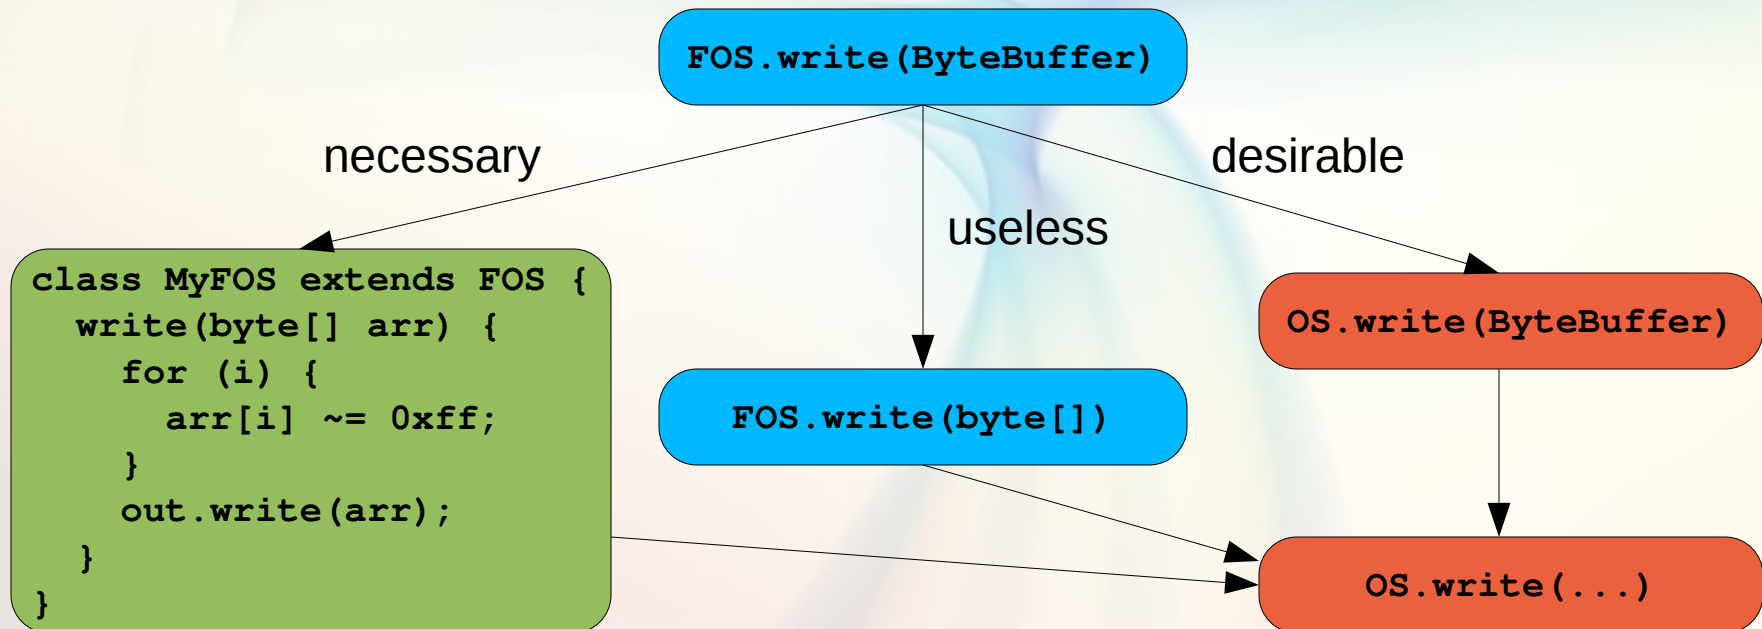 FOS.write(ByteBuffer)
necessary
desirable
useless
class MyFOS extends FOS {
  write(byte[] arr) {
    for (i) {
      arr[i] ~= 0xff;
    }
    out.write(arr);
  }
}
OS.write(ByteBuffer)
FOS.write(byte[])
OS.write(...)